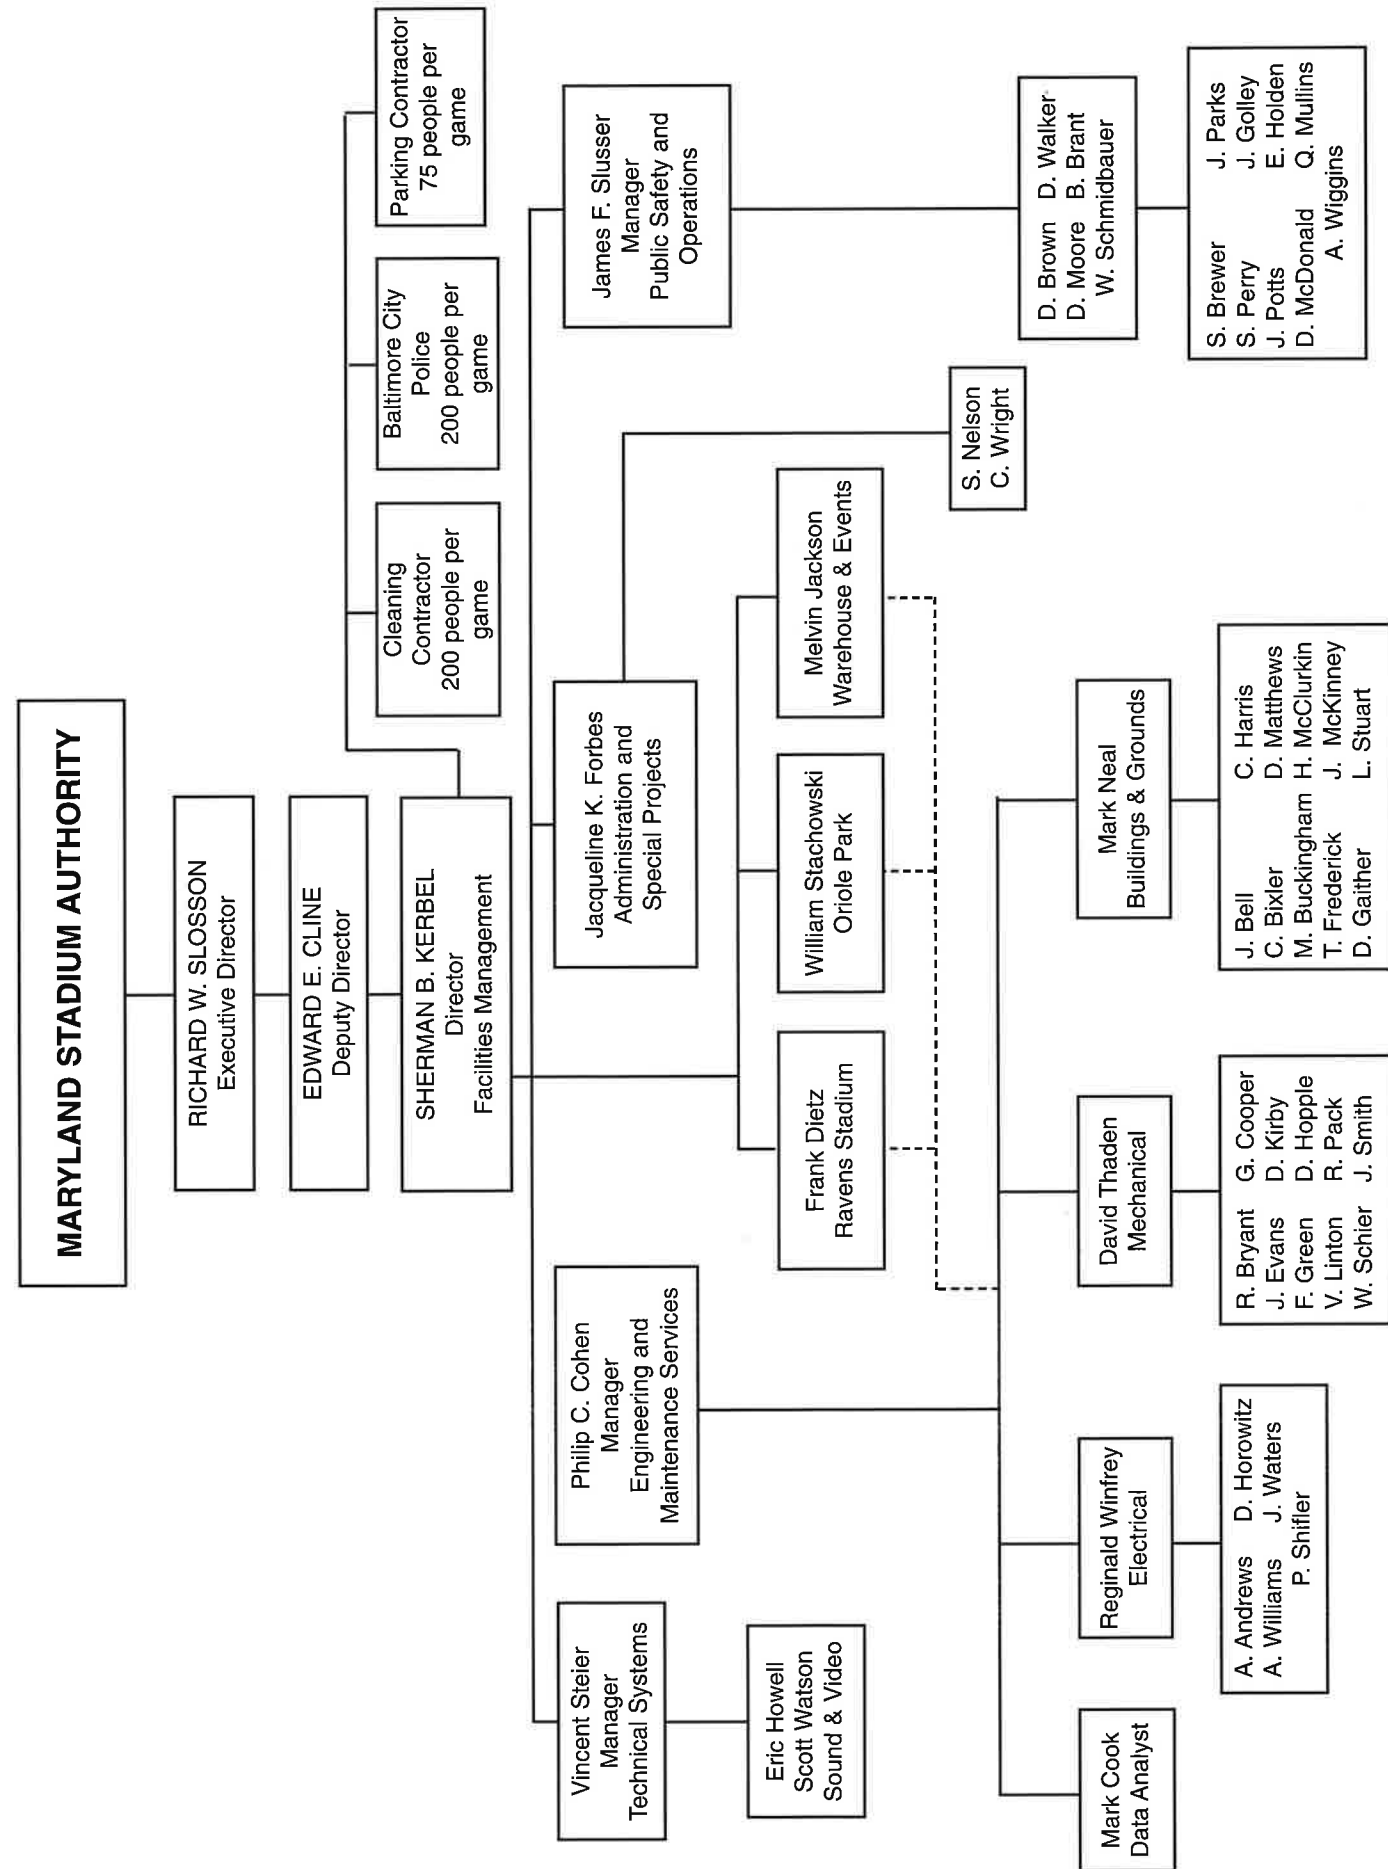 MARYLAND STADIUM AUTHORITY
RICHARD W. SLOSSON
Executive Director
EDWARD E. CLINE
Deputy Director
SHERMAN B. KERBEL
Director
Facilities Management
Cleaning
Contractor
200 people per
game
Baltimore City
Police
200 people per
game
Parking Contractor
75 people per
game
Vincent Steier
Manager
Technical Systems
Philip C. Cohen
Manager
Engineering and
Maintenance Services
Jacqueline K. Forbes
Administration and
Special Projects
James F. Slusser
Manager
Public Safety and
Operations
Eric Howell
Scott Watson
Sound & Video
Frank Dietz
Ravens Stadium
William Stachowski
Oriole Park
Melvin Jackson
Warehouse & Events
S. Nelson
C. Wright
D. Brown D. Walker
D. Moore B. Brant
W. Schmidbauer
S. Brewer J. Parks
S. Perry J. Golley
J. Potts E. Holden
D. McDonald Q. Mullins
A. Wiggins
Mark Cook
Data Analyst
Reginald Winfrey
Electrical
David Thaden
Mechanical
Mark Neal
Buildings & Grounds
A. Andrews D. Horowitz
A. Williams J. Waters
P. Shifler
R. Bryant G. Cooper
J. Evans D. Kirby
F. Green D. Hopple
V. Linton R. Pack
W. Schier J. Smith
J. Bell C. Harris
C. Bixler D. Matthews
M. Buckingham H. McClurkin
T. Frederick J. McKinney
D. Gaither L. Stuart